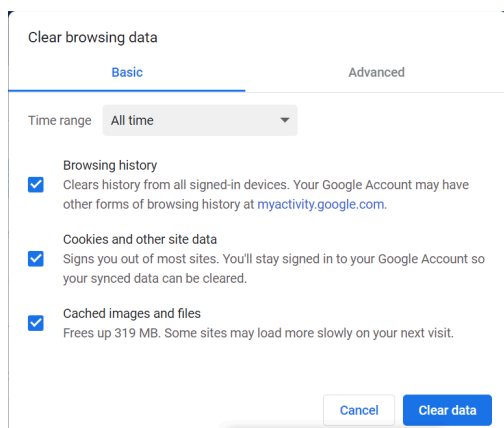 Clear browsing data
Basic
Advanced
Time range
All time
Browsing history
Clears history from all signed-in devices. Your Google Account may have
other forms of browsing history at myactivity.google.com.
Cookies and other site data
Signs you out of most sites. You'll stay signed in to your Google Account so
your synced data can be cleared.
Cached images and files
Frees up 319 MB. Some sites may load more slowly on your next visit.
Cancel
Clear data